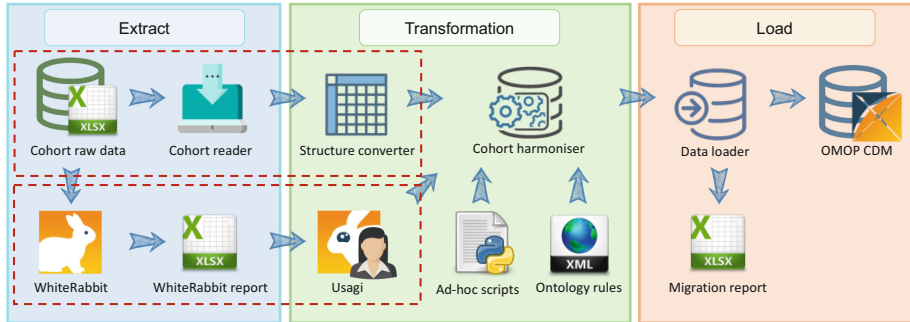 Extract
Transformation
Load
X
XLSX
Cohort raw data
Cohort reader
Structure converter
Cohort harmoniser
Data loader
OMOP CDM
X
XLSX
XML
X
XLSX
WhiteRabbit
WhiteRabbit report
Usagi
Ad-hoc scripts
Ontology rules
Migration report